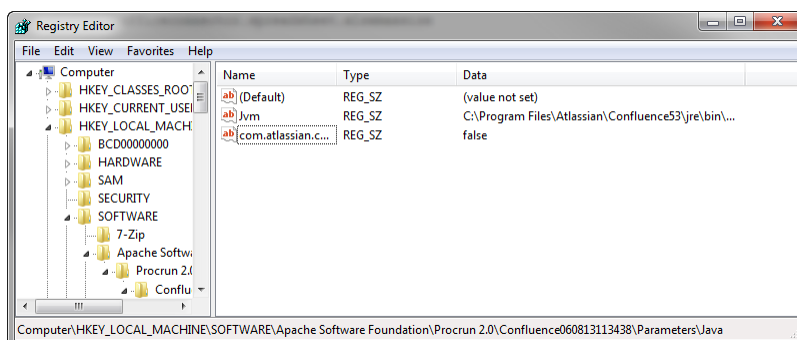 Registry Editor
File Edit View Favorites Help
Computer
HKEY_CLASSES_ROOT
HKEY_CURRENT_USE
HKEY_LOCAL_MACHI
BCD00000000
HARDWARE
SAM
SECURITY
SOFTWARE
7-Zip
Apache Softwa
Procrun 2.0
Conflu
Name Type Data
(Default) REG_SZ (value not set)
Jvm REG_SZ C:\Program Files\Atlassian\Confluence53\jre\bin\...
com.atlassian.c... REG_SZ false
Computer\HKEY_LOCAL_MACHINE\SOFTWARE\Apache Software Foundation\Procrun 2.0\Confluence060813113438\Parameters\Java